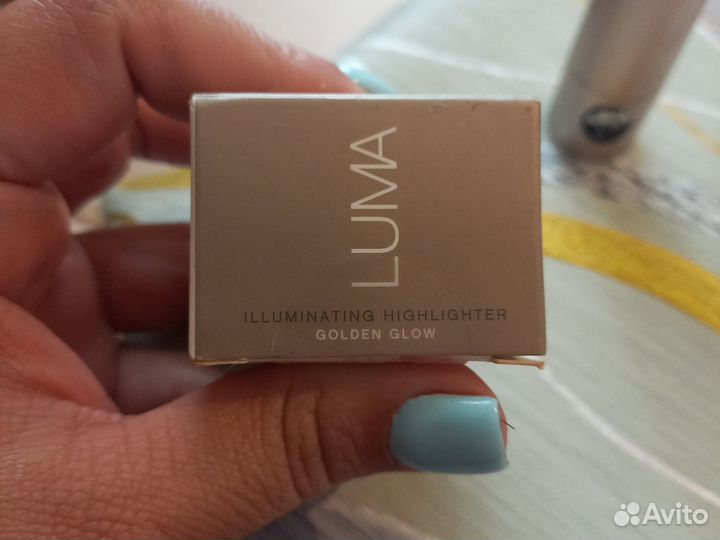 LUMA
ILLUMINATING HIGHLIGHTER
GOLDEN GLOW
Avito